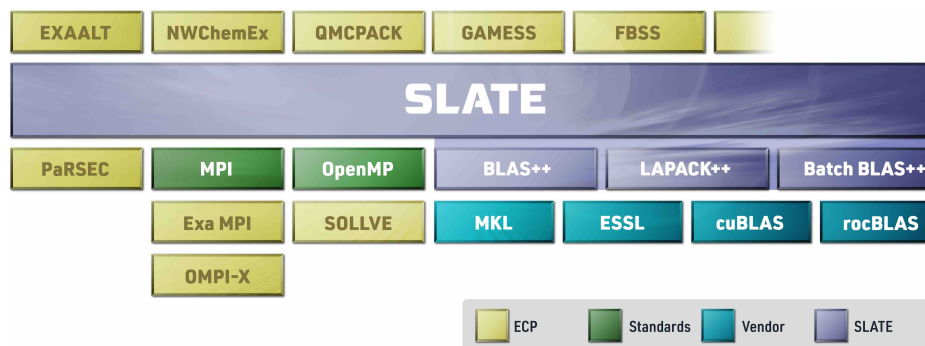 EXAALT NWChemEx QMCPACK GAMESS FBSS
SLATE
PaRSEC MPI OpenMP BLAS++ LAPACK++ Batch BLAS++
Exa MPI SOLLVE MKL ESSL cuBLAS rocBLAS
OMPI-X
ECP Standards Vendor SLATE